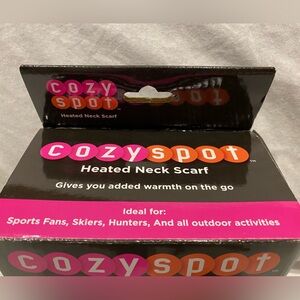 cozy
spot
Heated Neck Scarf
cozyspot™
Heated Neck Scarf
Gives you added warmth on the go
Ideal for:
Sports Fans, Skiers, Hunters, And all outdoor activities
cozyspot